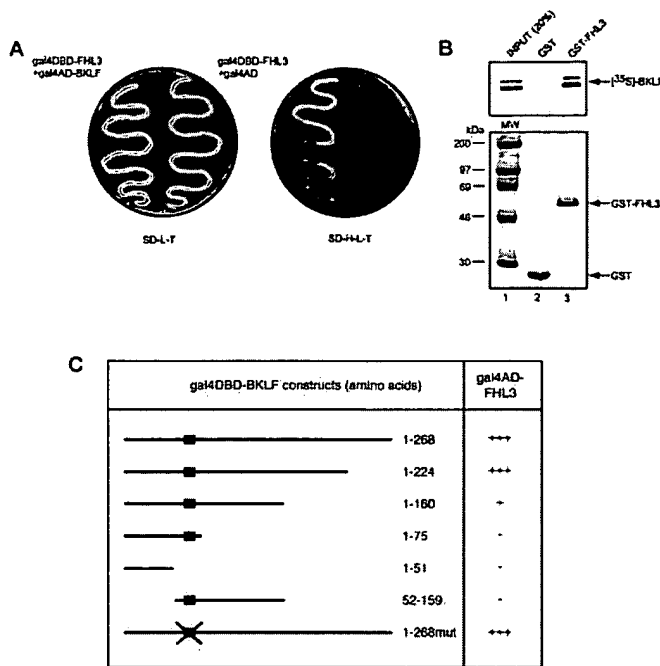 A
gal4DBD-FHL3
+gal4AD-BKLF
gal4DBD-FHL3
+gal4AD
SD-L-T
SD-H-L-T
B
INPUT (20%)
GST
GST-FHL3
[³⁵S]-BKLF
kDa
MW
200
97
69
46
30
GST-FHL3
GST
1 2 3
C
gal4DBD-BKLF constructs (amino acids)
gal4AD-
FHL3
1-268 +++
1-224 +++
1-160 +
1-75 -
1-51 -
52-159 -
1-268mut +++